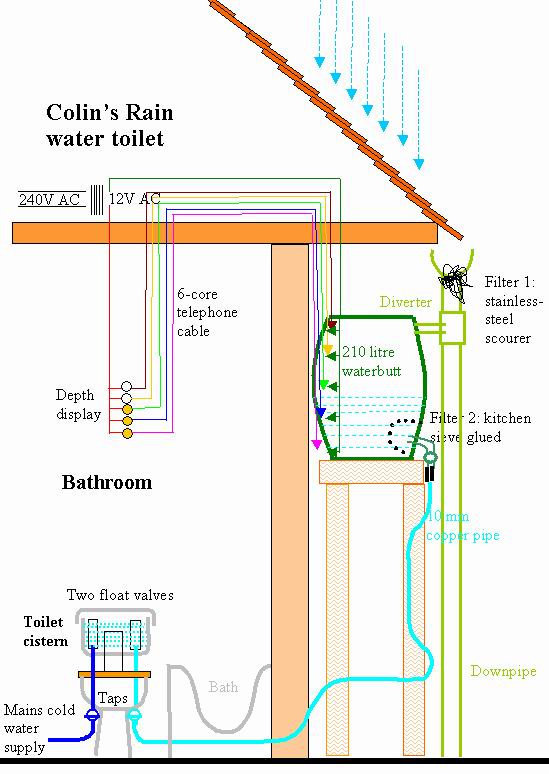 Colin's Rain
water toilet
240V AC
12V AC
6-core
telephone
cable
Diverter
Filter 1:
stainless-
steel
scourer
210 litre
waterbutt
Depth
display
Filter 2: kitchen
sieve glued
Bathroom
10 mm
copper pipe
Two float valves
Toilet
cistern
Downpipe
Bath
Taps
Mains cold
water
supply